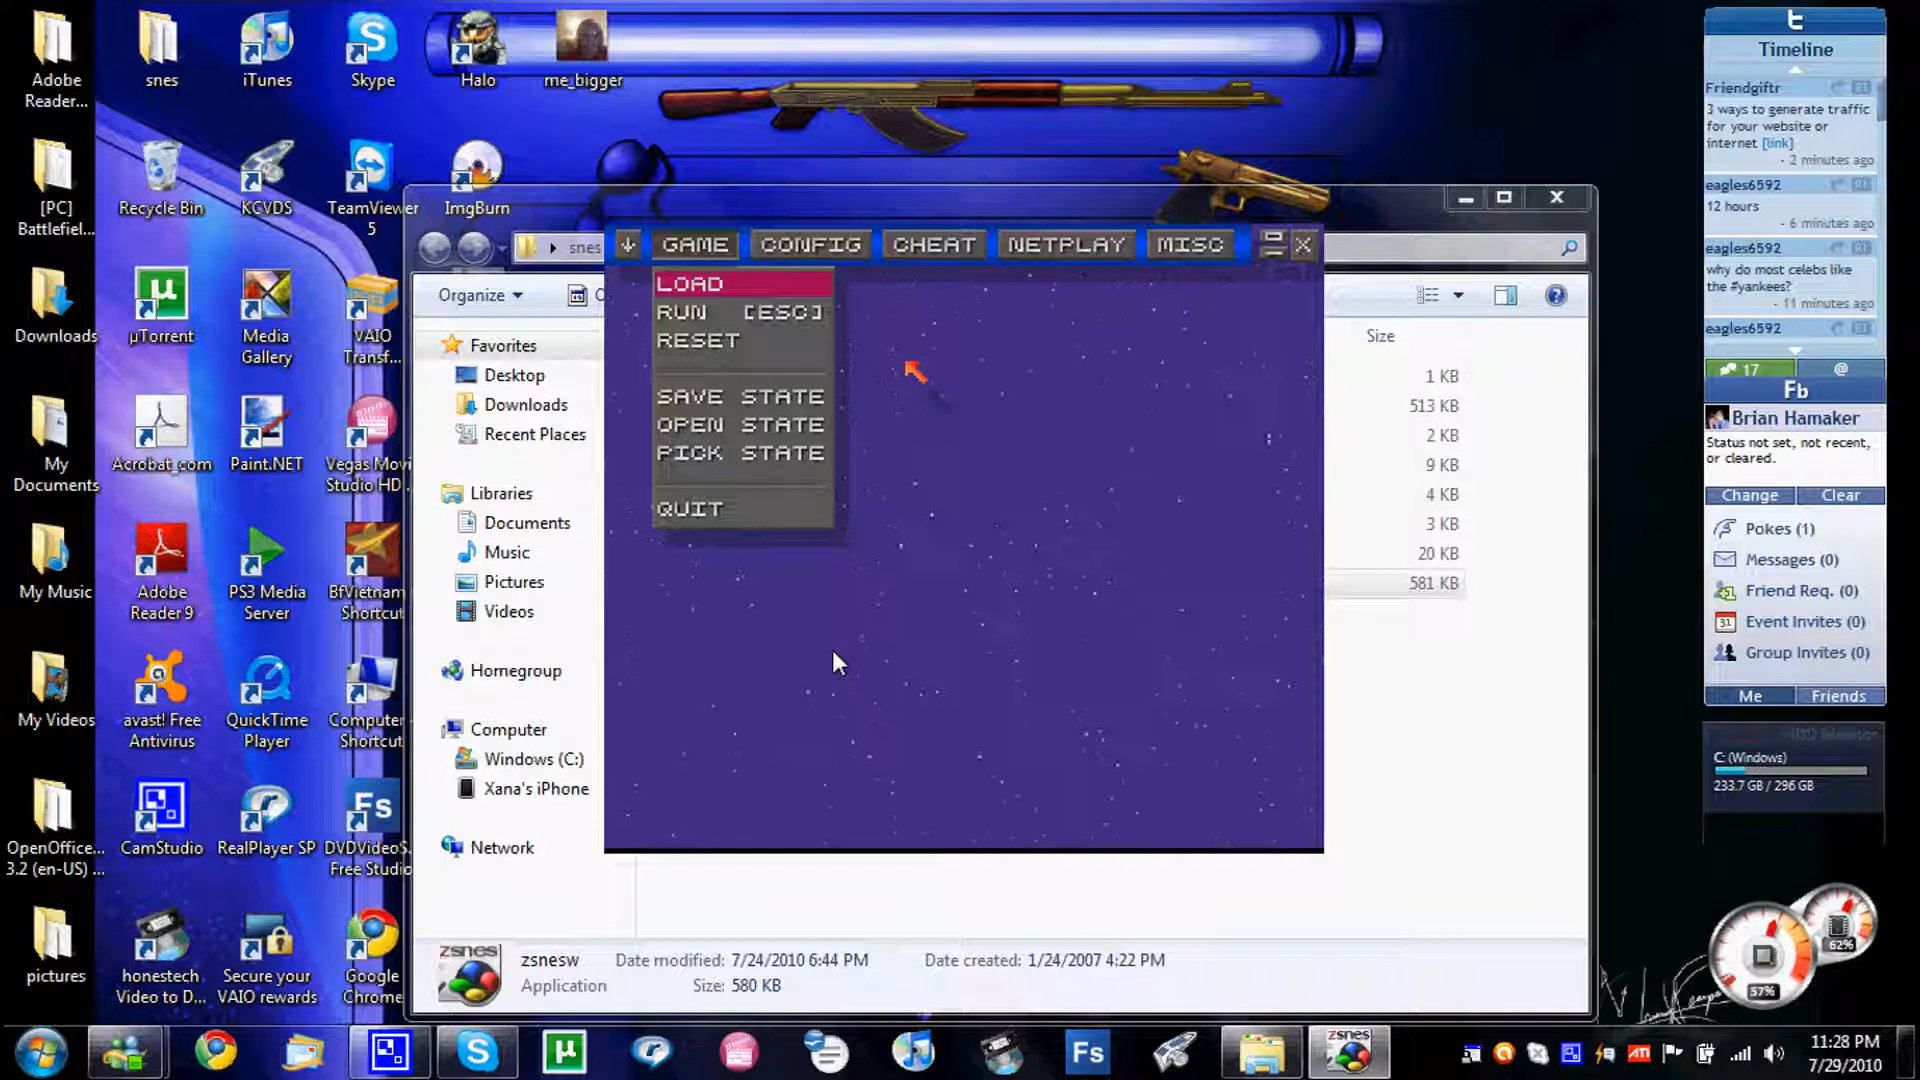 Adobe
Reader...
snes
iTunes
Skype
Halo
me_bigger
[PC]
Battlefiel...
Recycle Bin
KCVDS
TeamViewer
5
ImgBurn
Downloads
µTorrent
Media
Gallery
VAIO
Transf...
My
Documents
Acrobat_com
Paint.NET
Vegas Movi
Studio HD...
My Music
Adobe
Reader 9
PS3 Media
Server
BfVietnam
Shortcut
My Videos
avast! Free
Antivirus
QuickTime
Player
Computer -
Shortcut
OpenOffice...
3.2 (en-US) ...
CamStudio
RealPlayer SP
DVDVideoS...
Free Studio
pictures
honestech
Video to D...
Secure your
VAIO rewards
Google
Chrome
snes
Organize
Favorites
Desktop
Downloads
Recent Places
Libraries
Documents
Music
Pictures
Videos
Homegroup
Computer
Windows (C:)
Xana's iPhone
Network
GAME
CONFIG
CHEAT
NETPLAY
MISC
LOAD
RUN [ESC]
RESET
SAVE STATE
OPEN STATE
PICK STATE
QUIT
Size
1 KB
513 KB
2 KB
9 KB
4 KB
3 KB
20 KB
581 KB
zsnes
zsnesw
Date modified: 7/24/2010 6:44 PM
Date created: 1/24/2007 4:22 PM
Application
Size: 580 KB
Timeline
Friendgiftr
3 ways to generate traffic
for your website or
internet [link]
- 2 minutes ago
eagles6592
12 hours
- 6 minutes ago
eagles6592
why do most celebs like
the #yankees?
- 11 minutes ago
eagles6592
17
@
Fb
Brian Hamaker
Status not set, not recent,
or cleared.
Change
Clear
Pokes (1)
Messages (0)
Friend Req. (0)
Event Invites (0)
Group Invites (0)
Me
Friends
C: (Windows)
233.7 GB / 296 GB
62%
57%
Fs
zsnes
11:28 PM
7/29/2010